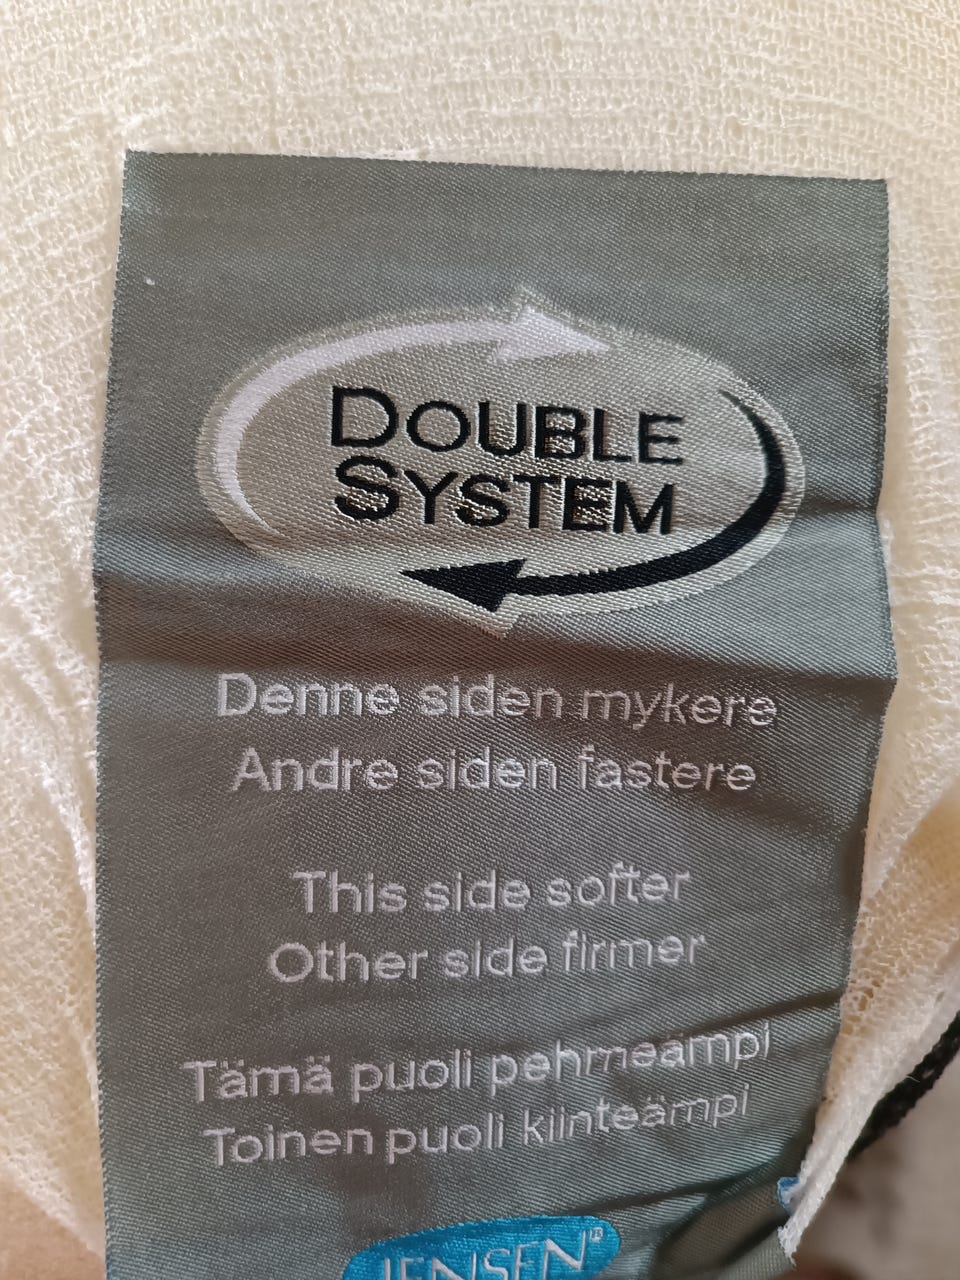 DOUBLE
SYSTEM
Denne siden mykere
Andre siden fastere
This side softer
Other side firmer
Tämä puoli pehmeämpi
Toinen puoli kiinteämpi
JENSEN®